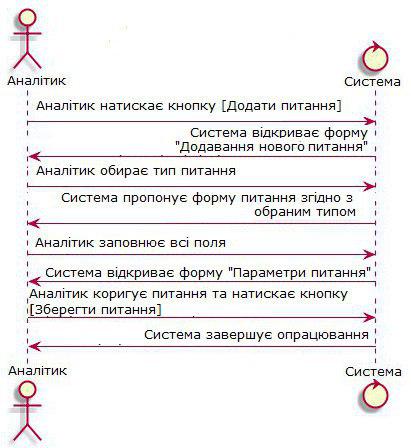 Аналітик
Система
Аналітик натискає кнопку [Додати питання]
Система відкриває форму
"Додавання нового питання"
Аналітик обирає тип питання
Система пропонує форму питання згідно з
обраним типом
Аналітик заповнює всі поля
Система відкриває форму "Параметри питання"
Аналітик коригує питання та натискає кнопку
[Зберегти питання]
Система завершує опрацювання
Аналітик
Система